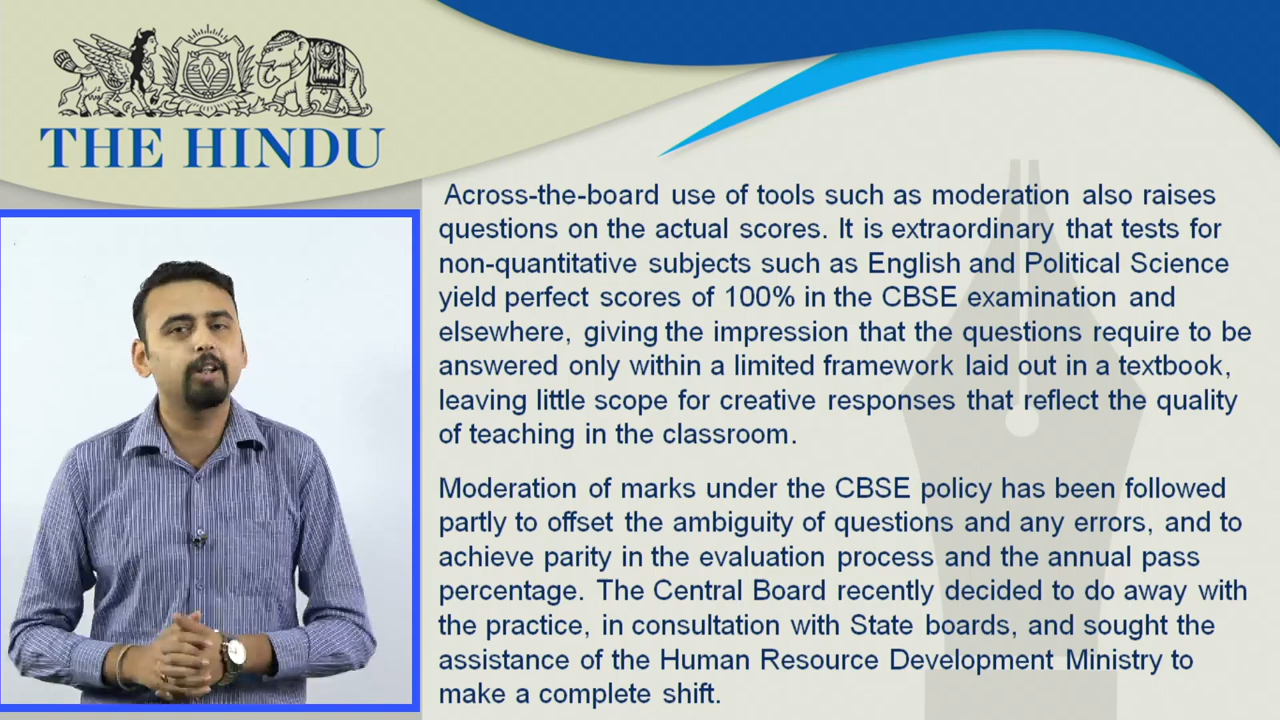 THE HINDU
Across-the-board use of tools such as moderation also raises
questions on the actual scores. It is extraordinary that tests for
non-quantitative subjects such as English and Political Science
yield perfect scores of 100% in the CBSE examination and
elsewhere, giving the impression that the questions require to be
answered only within a limited framework laid out in a textbook,
leaving little scope for creative responses that reflect the quality
of teaching in the classroom.
Moderation of marks under the CBSE policy has been followed
partly to offset the ambiguity of questions and any errors, and to
achieve parity in the evaluation process and the annual pass
percentage. The Central Board recently decided to do away with
the practice, in consultation with State boards, and sought the
assistance of the Human Resource Development Ministry to
make a complete shift.